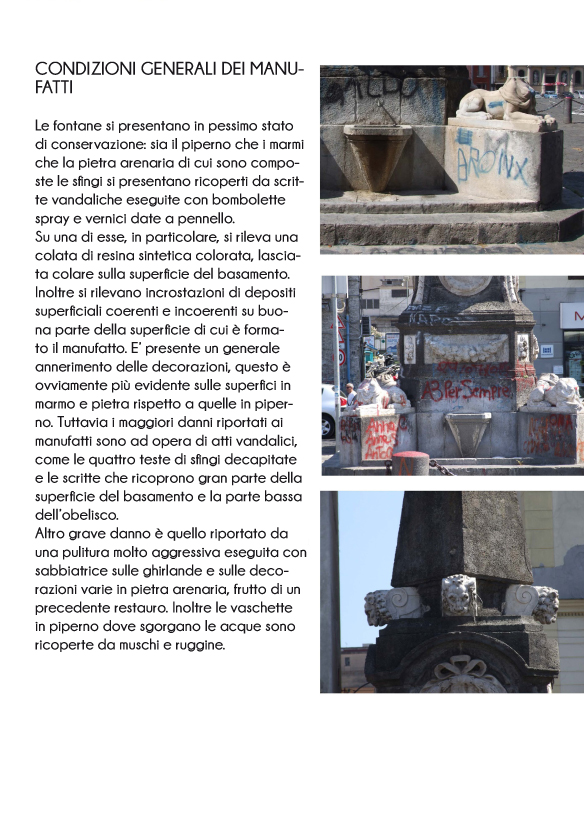 CONDIZIONI GENERALI DEI MANU-
FATTI
Le fontane si presentano in pessimo stato
di conservazione: sia il piperno che i marmi
che la pietra arenaria di cui sono compo-
ste le sfingi si presentano ricoperti da scrit-
te vandaliche eseguite con bombolette
spray e vernici date a pennello.
Su una di esse, in particolare, si rileva una
colata di resina sintetica colorata, lascia-
ta colare sulla superficie del basamento.
Inoltre si rilevano incrostazioni di depositi
superficiali coerenti e incoerenti su buo-
na parte della superficie di cui è forma-
to il manufatto. E' presente un generale
annerimento delle decorazioni, questo è
ovviamente più evidente sulle superfici in
marmo e pietra rispetto a quelle in piper-
no. Tuttavia i maggiori danni riportati ai
manufatti sono ad opera di atti vandalici,
come le quattro teste di sfingi decapitate
e le scritte che ricoprono gran parte della
superficie del basamento e la parte bassa
dell'obelisco.
Altro grave danno è quello riportato da
una pulitura molto aggressiva eseguita con
sabbiatrice sulle ghirlande e sulle deco-
razioni varie in pietra arenaria, frutto di un
precedente restauro. Inoltre le vaschette
in piperno dove sgorgano le acque sono
ricoperte da muschi e ruggine.
BRONX
NAPO
AB Per Sempre
M